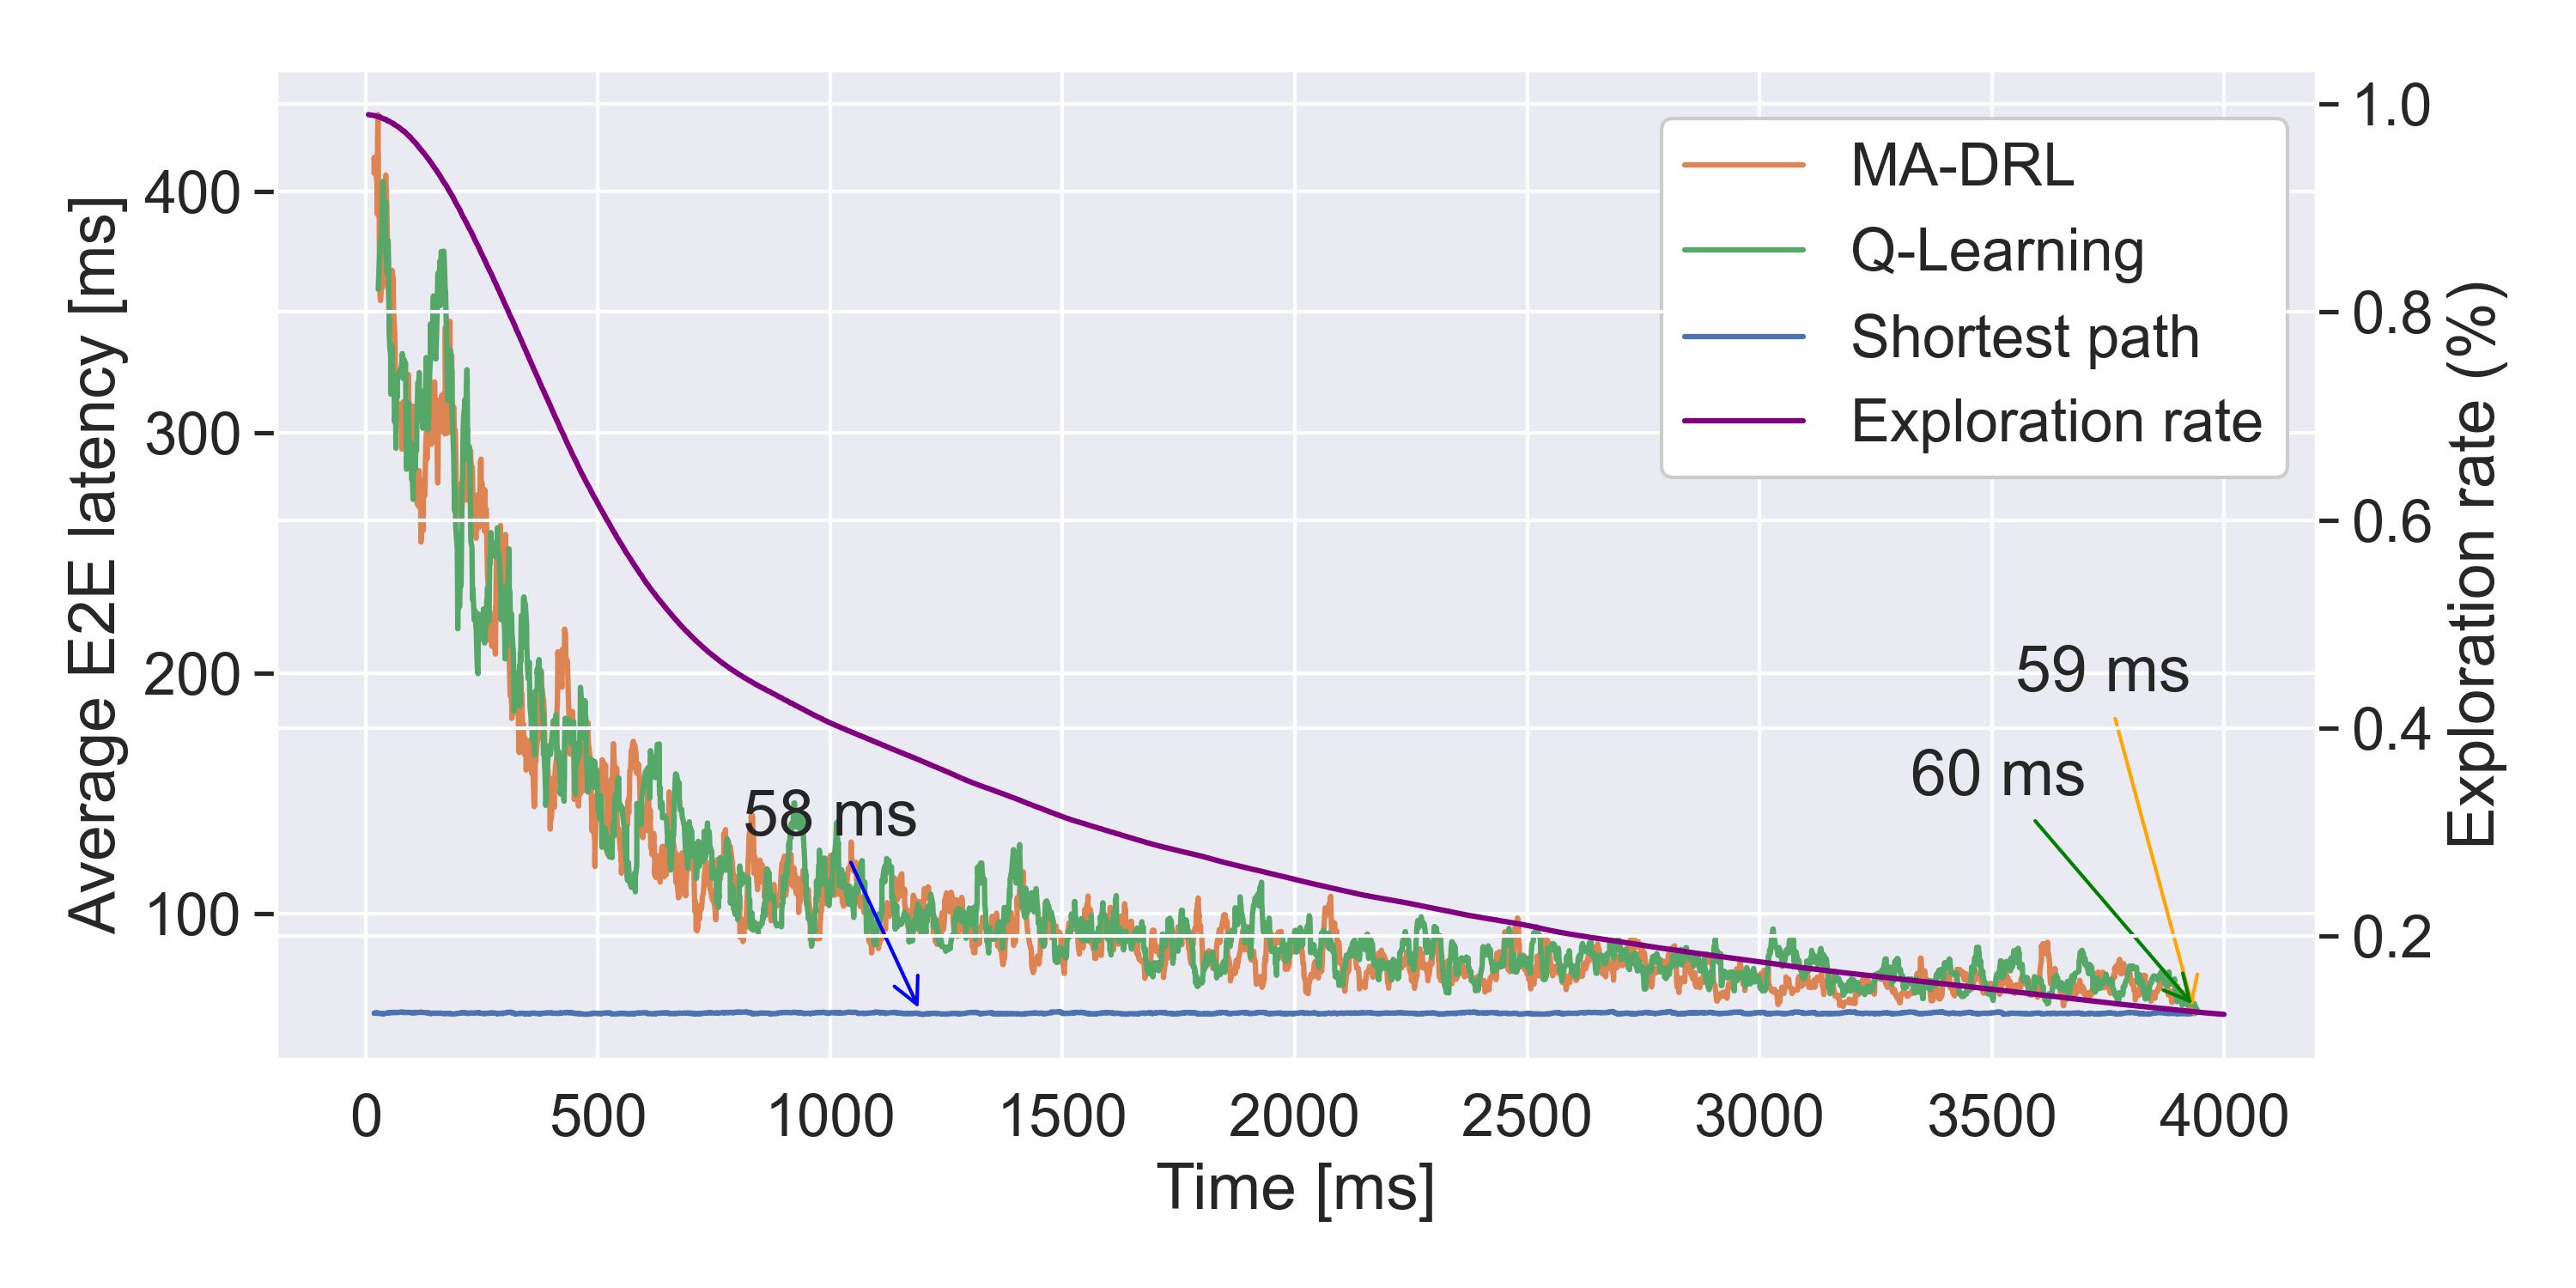 Average E2E latency [ms]
400
300
200
100
MA-DRL
Q-Learning
Shortest path
Exploration rate
58 ms
59 ms
60 ms
1.0
0.8
0.6
0.4
0.2
Exploration rate (%)
0 500 1000 1500 2000 2500 3000 3500 4000
Time [ms]